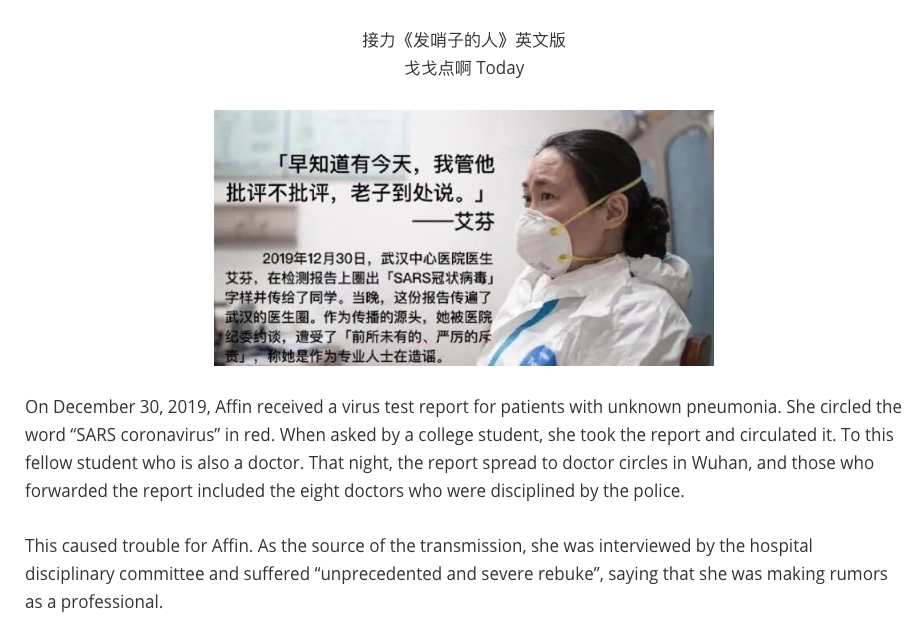 接力《发哨子的人》英文版
戈戈点啊 Today
「早知道有今天，我管他
批评不批评，老子到处说。」
——艾芬
2019年12月30日，武汉中心医院医生
艾芬，在检测报告上圈出「SARS冠状病毒」
字样并传给了同学。当晚，这份报告传遍了
武汉的医生圈。作为传播的源头，她被医院
纪委约谈，遭受了「前所未有的、严厉的斥
责」，称她是作为专业人士在造谣。
On December 30, 2019, Affin received a virus test report for patients with unknown pneumonia. She circled the
word “SARS coronavirus” in red. When asked by a college student, she took the report and circulated it. To this
fellow student who is also a doctor. That night, the report spread to doctor circles in Wuhan, and those who
forwarded the report included the eight doctors who were disciplined by the police.
This caused trouble for Affin. As the source of the transmission, she was interviewed by the hospital
disciplinary committee and suffered “unprecedented and severe rebuke”, saying that she was making rumors
as a professional.